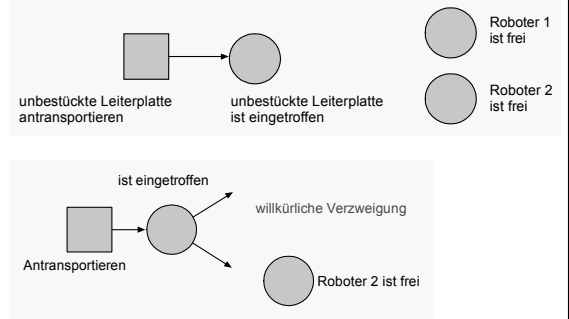 Roboter 1
ist frei
Roboter 2
ist frei
unbestückte Leiterplatte
antransportieren
unbestückte Leiterplatte
ist eingetroffen
ist eingetroffen
willkürliche Verzweigung
Antransportieren
Roboter 2 ist frei